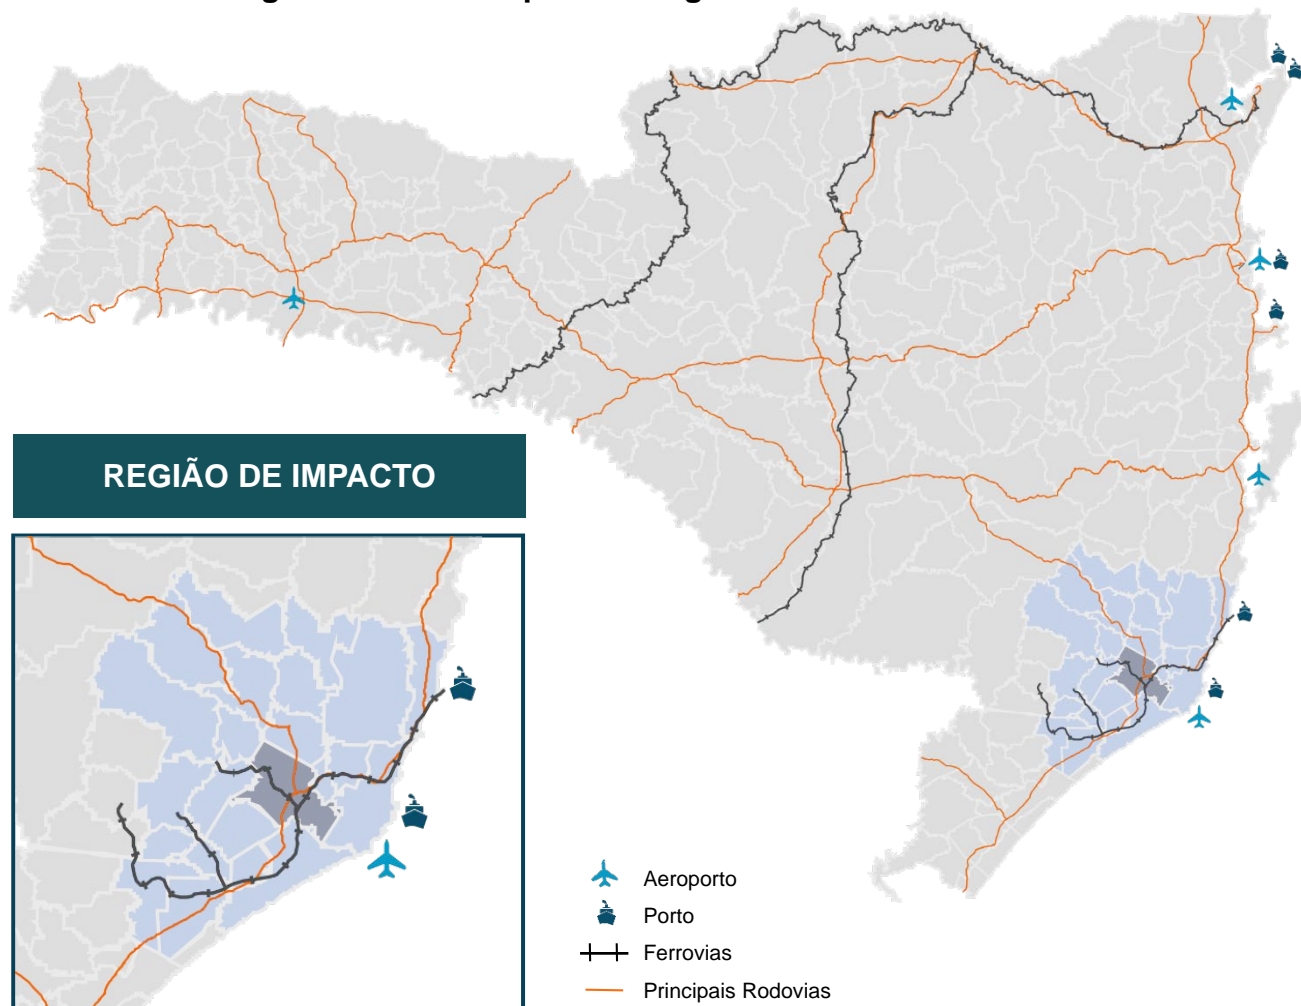 REGIÃO DE IMPACTO
Aeroporto
Porto
Ferrovias
Principais Rodovias